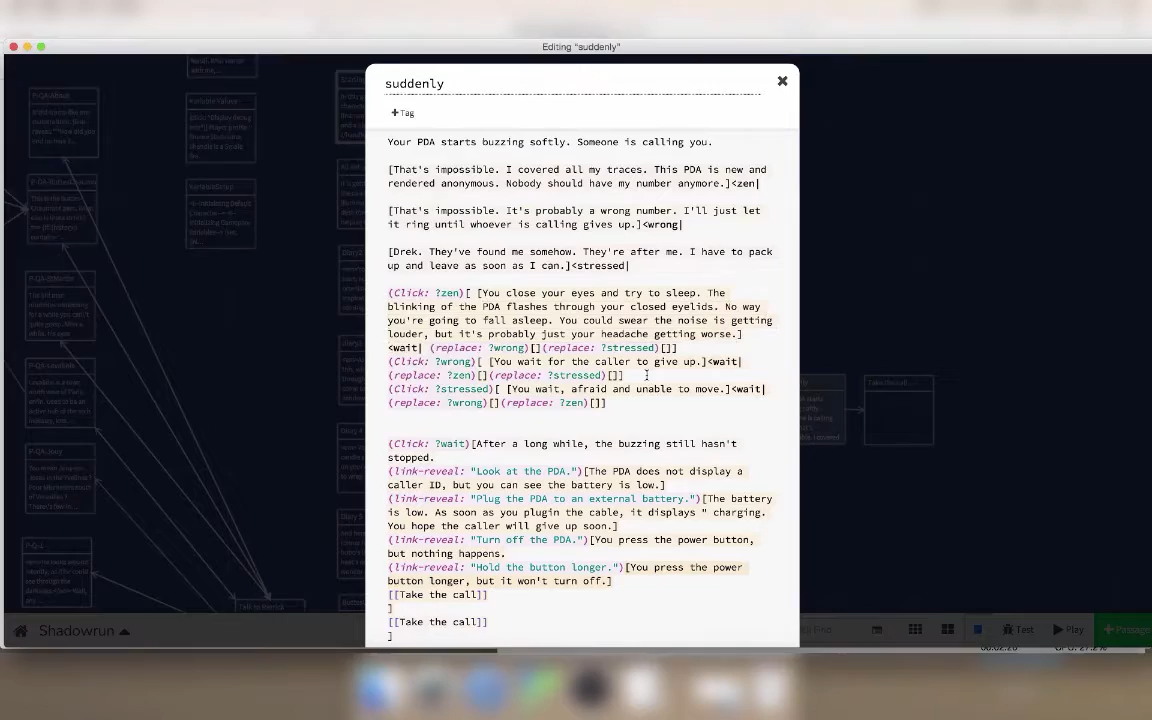 Editing "suddenly"
suddenly
+ Tag
Your PDA starts buzzing softly. Someone is calling you.
[That's impossible. I covered all my traces. This PDA is new and
rendered anonymous. Nobody should have my number anymore.]<zen|
[That's impossible. It's probably a wrong number. I'll just let
it ring until whoever is calling gives up.]<wrong|
[Drek. They've found me somehow. They're after me. I have to pack
up and leave as soon as I can.]<stressed|
(Click: ?zen)[ [You close your eyes and try to sleep. The
blinking of the PDA flashes through your closed eyelids. No way
you're going to fall asleep. You could swear the noise is getting
louder, but it's probably just your headache getting worse.]
<wait| (replace: ?wrong)[](replace: ?stressed)[]]
(Click: ?wrong)[ [You wait for the caller to give up.]<wait|
(replace: ?zen)[](replace: ?stressed)[]]
(Click: ?stressed)[ [You wait, afraid and unable to move.]<wait|
(replace: ?wrong)[](replace: ?zen)[]]
(Click: ?wait)[After a long while, the buzzing still hasn't
stopped.
(link-reveal: "Look at the PDA.")[The PDA does not display a
caller ID, but you can see the battery is low.]
(link-reveal: "Plug the PDA to an external battery.")[The battery
is low. As soon as you plugin the cable, it displays " charging.
You hope the caller will give up soon.]
(link-reveal: "Turn off the PDA.")[You press the power button,
but nothing happens.
(link-reveal: "Hold the button longer.")[You press the power
button longer, but it won't turn off.]
[[Take the call]]
]
[[Take the call]]
]
Shadowrun
Test
Play
+ Passage